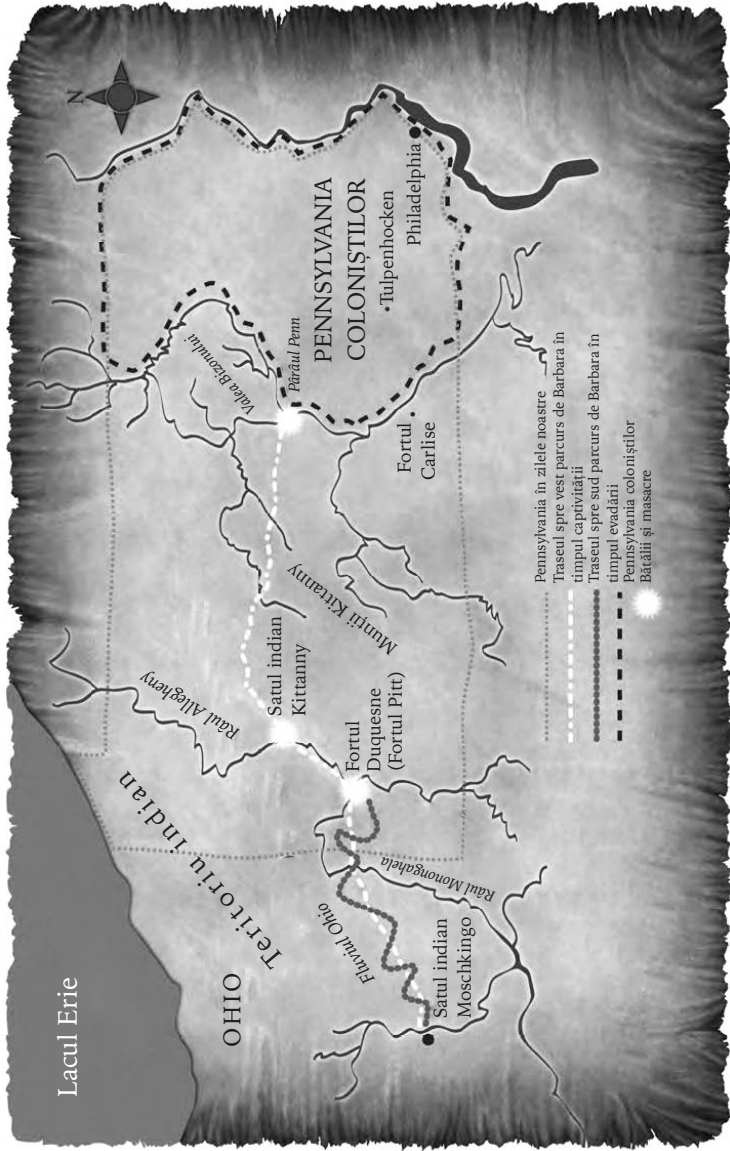 Lacul Erie
OHIO
Teritoriu indian
Râul Allegheny
Fluviul Ohio
Râul Monongahela
Satul indian
Moschkingo
Fortul
Duquesne
(Fortul Pitt)
Satul indian
Kittanny
Munții Kittanny
Valea Bizonului
Pârâul Penn
PENNSYLVANIA
COLONIȘTILOR
Tulpenhocken
Philadelphia
Fortul
Carlise
N
Pennsylvania în zilele noastre
Traseul spre vest parcurs de Barbara în
timpul captivității
Traseul spre sud parcurs de Barbara în
timpul evadării
Pennsylvania coloniștilor
Bătălii și masacre